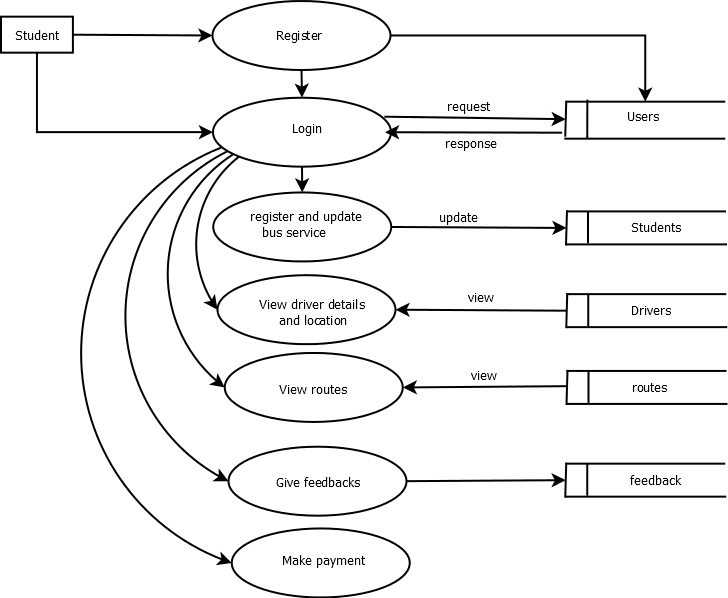 Student
Register
request
Users
Login
response
register and update
bus service
update
Students
View driver details
and location
view
Drivers
View routes
view
routes
Give feedbacks
feedback
Make payment